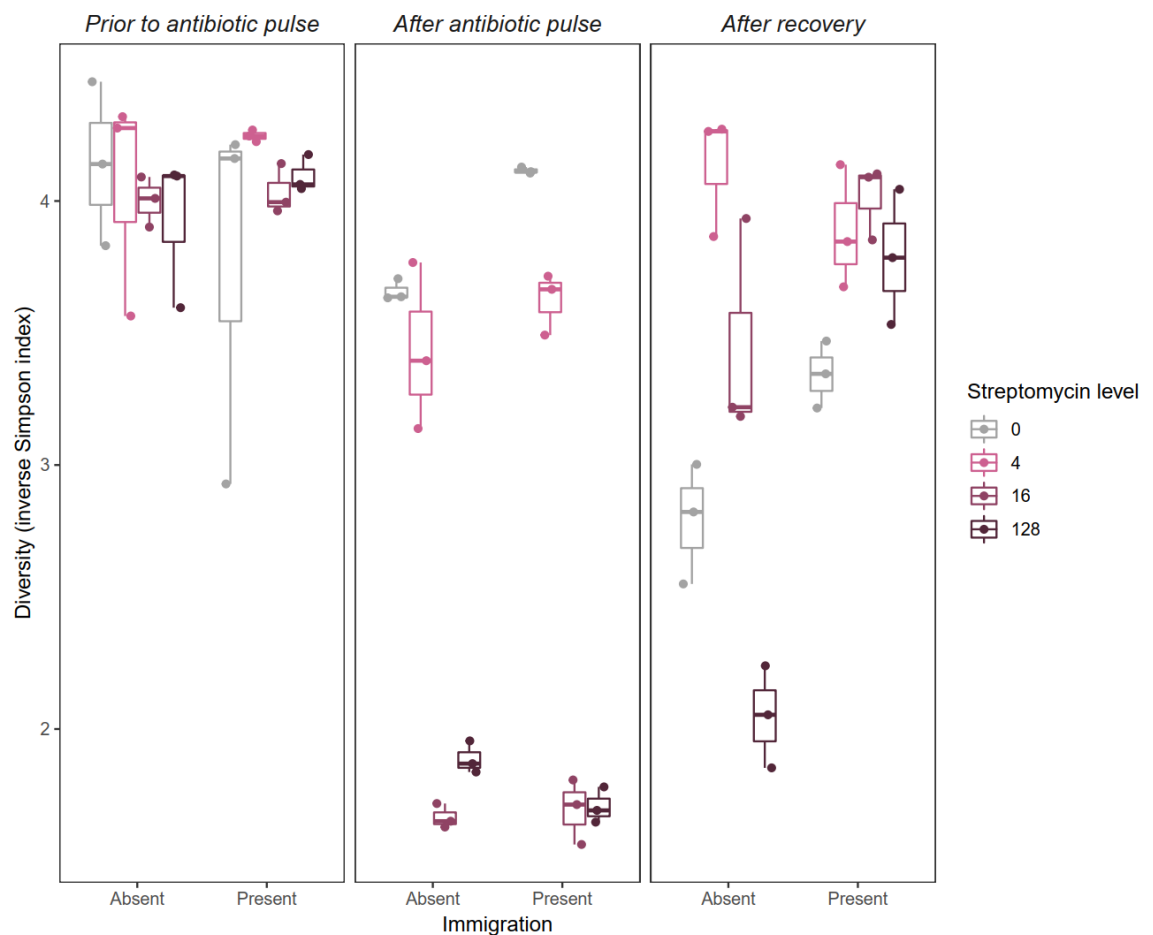 Prior to antibiotic pulse
After antibiotic pulse
After recovery
Diversity (inverse Simpson index)
4
3
2
Absent
Present
Absent
Present
Absent
Present
Immigration
Streptomycin level
0
4
16
128